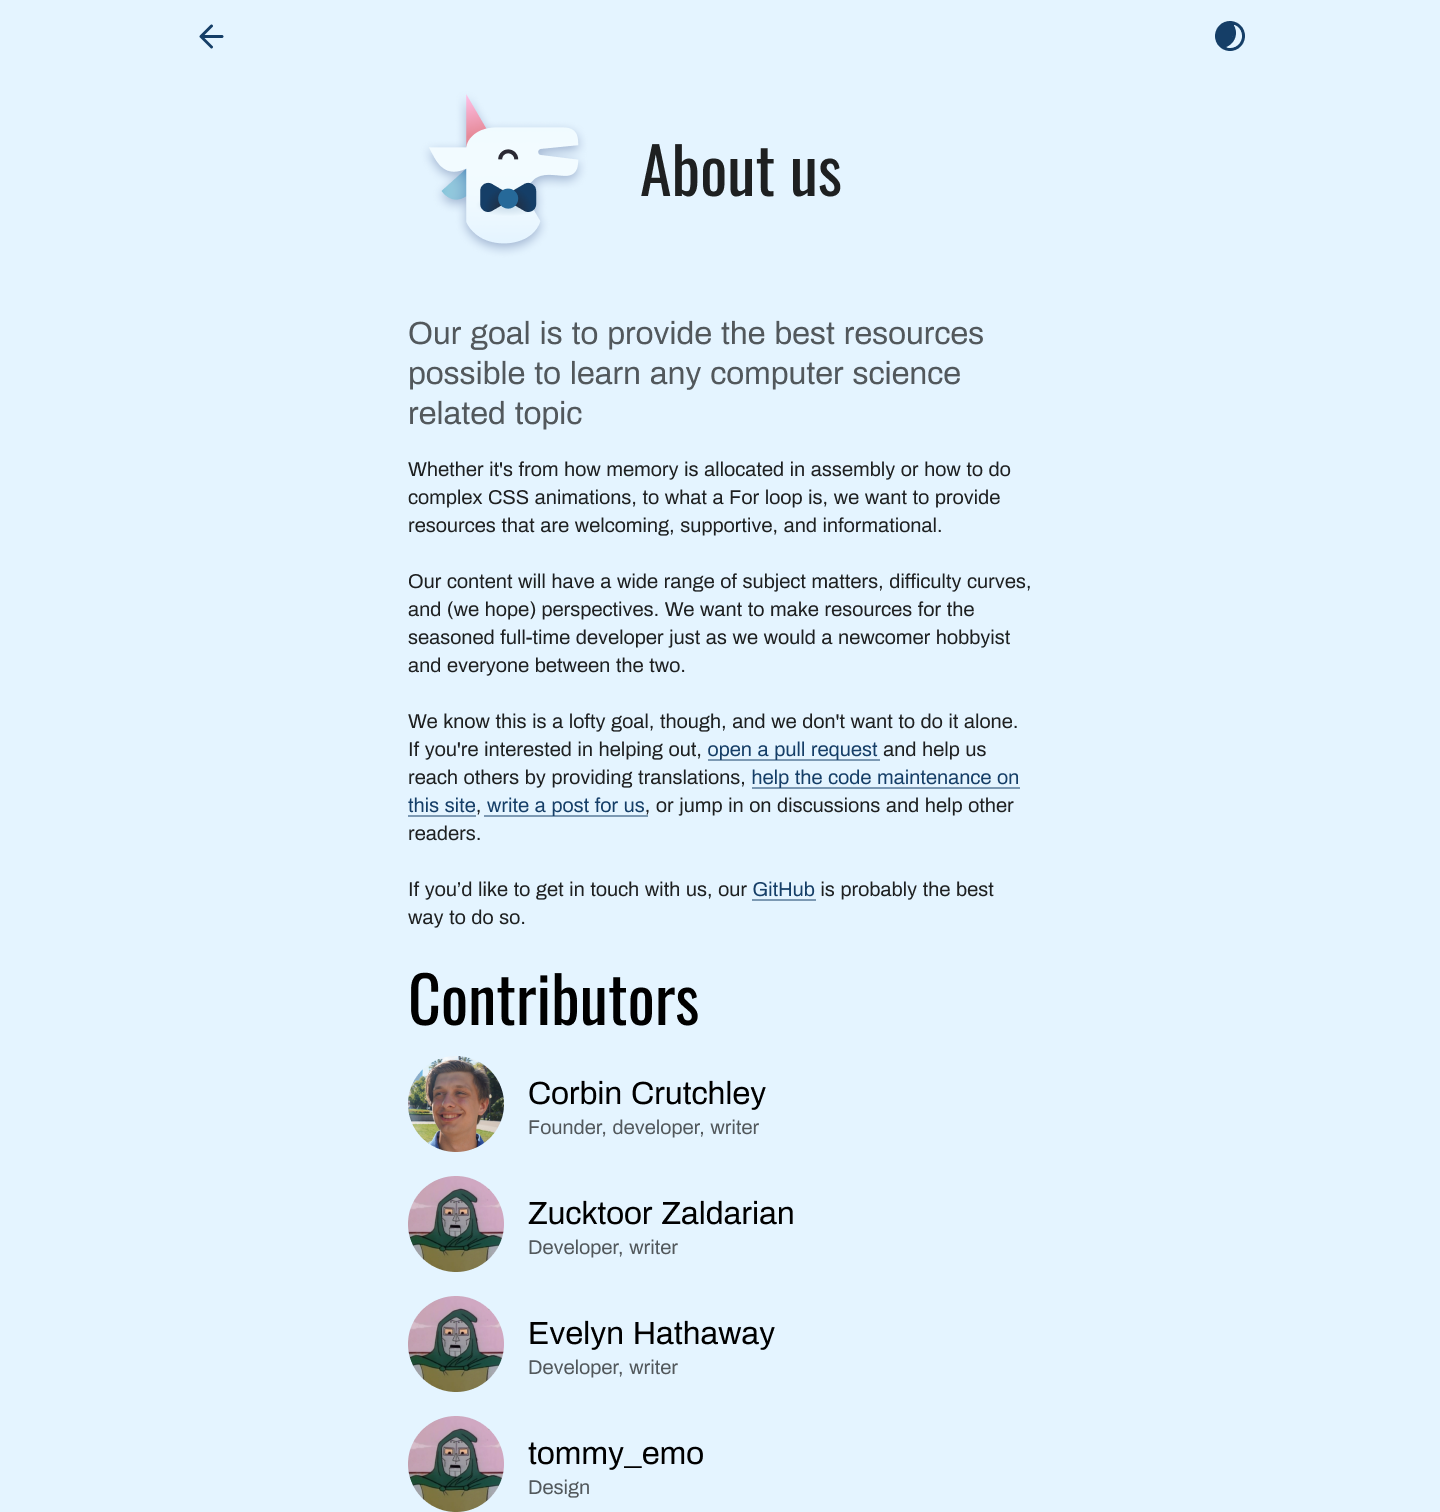 About us
Our goal is to provide the best resources
possible to learn any computer science
related topic
Whether it's from how memory is allocated in assembly or how to do
complex CSS animations, to what a For loop is, we want to provide
resources that are welcoming, supportive, and informational.
Our content will have a wide range of subject matters, difficulty curves,
and (we hope) perspectives. We want to make resources for the
seasoned full-time developer just as we would a newcomer hobbyist
and everyone between the two.
We know this is a lofty goal, though, and we don't want to do it alone.
If you're interested in helping out, open a pull request and help us
reach others by providing translations, help the code maintenance on
this site, write a post for us, or jump in on discussions and help other
readers.
If you’d like to get in touch with us, our GitHub is probably the best
way to do so.
Contributors
Corbin Crutchley
Founder, developer, writer
Zucktoor Zaldarian
Developer, writer
Evelyn Hathaway
Developer, writer
tommy_emo
Design